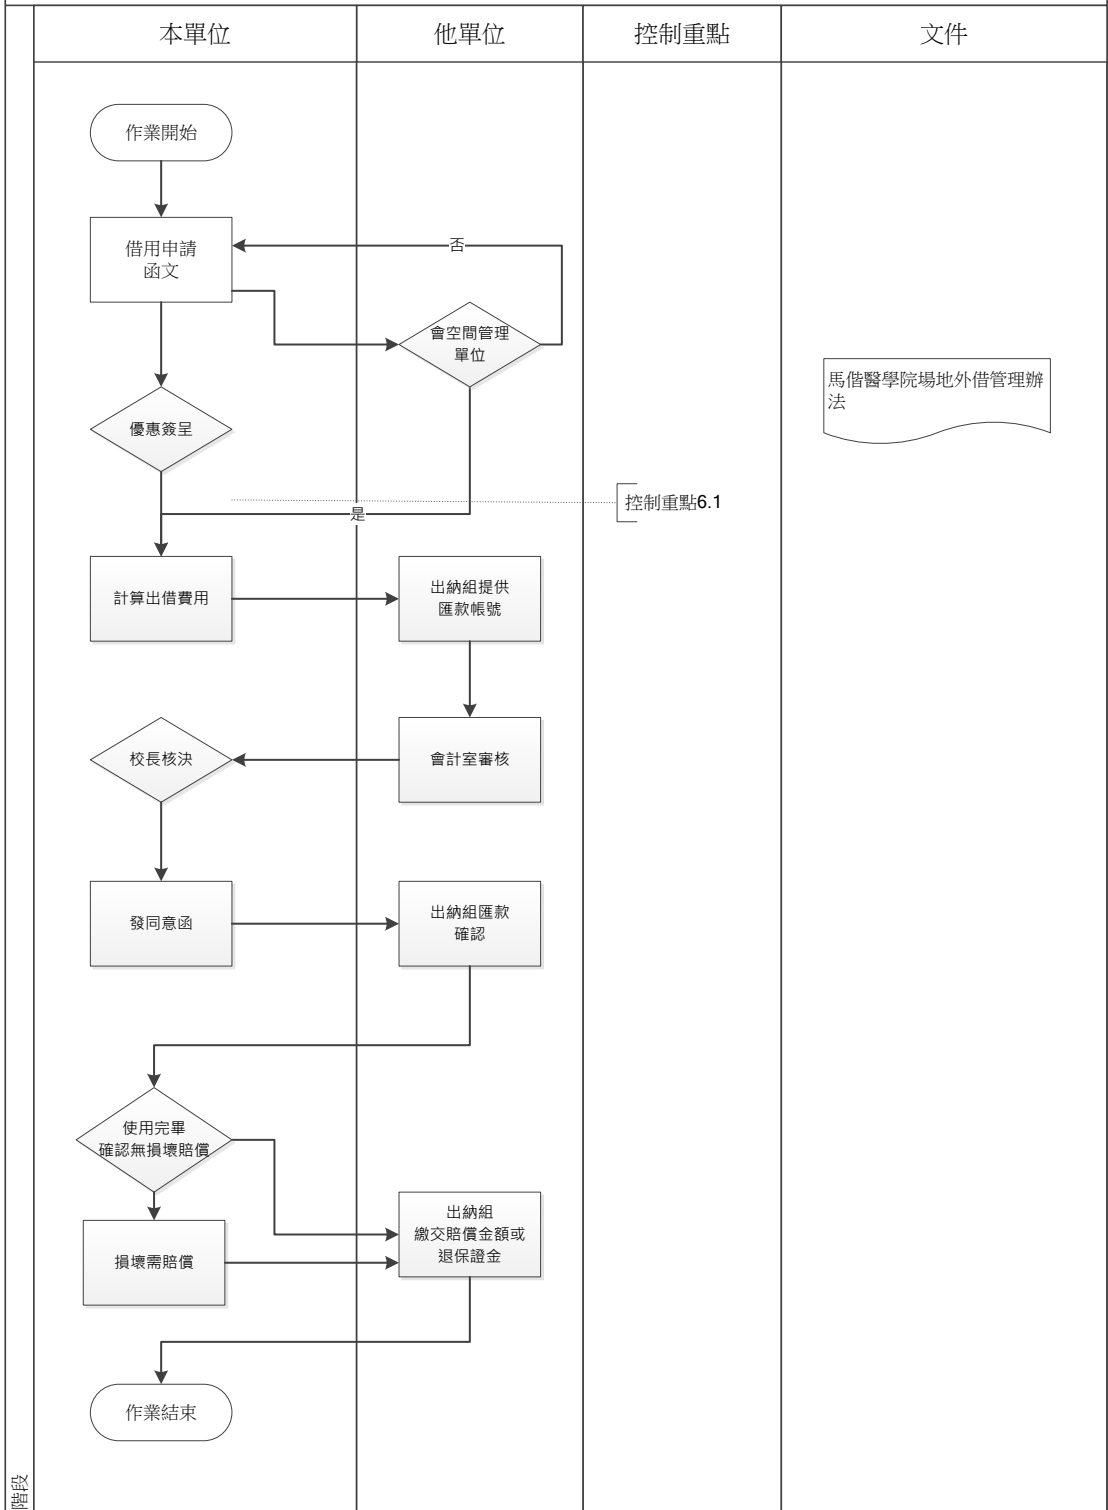 本單位
他單位
控制重點
文件
作業開始
借用申請
函文
否
會空間管理
單位
馬偕醫學院場地外借管理辦
法
優惠簽呈
控制重點6.1
是
計算出借費用
出納組提供
匯款帳號
校長核決
會計室審核
發同意函
出納組匯款
確認
使用完畢
確認無損壞賠償
出納組
繳交賠償金額或
退保證金
損壞需賠償
作業結束
階段